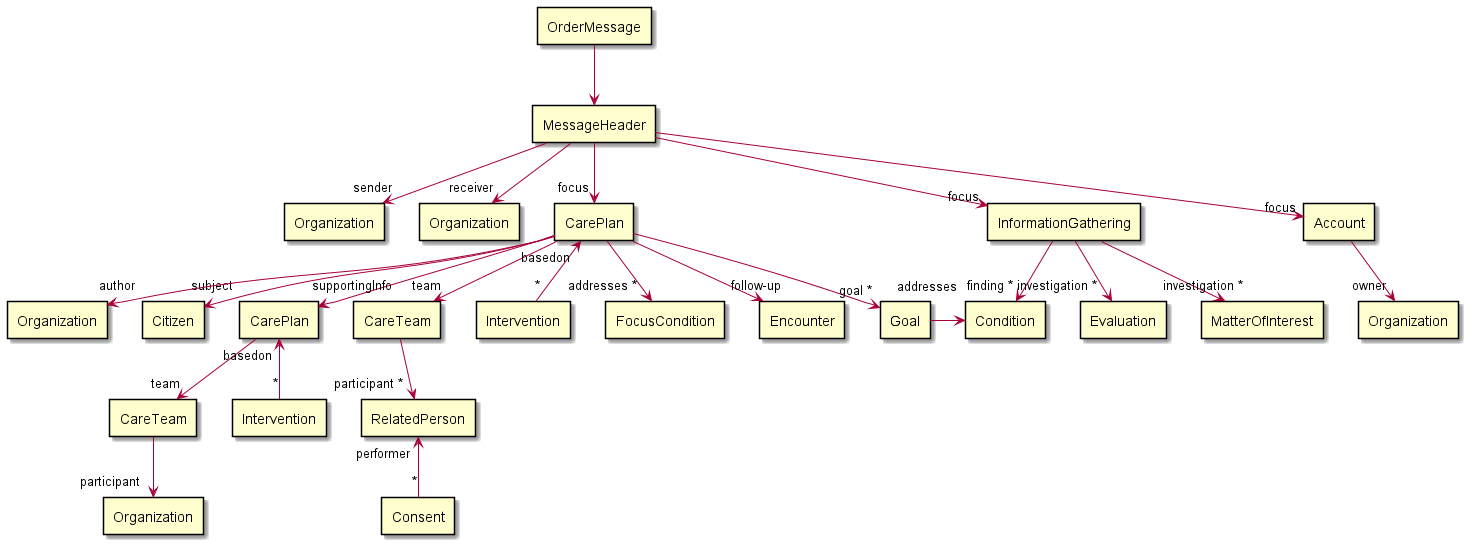 OrderMessage
MessageHeader
sender
receiver
focus
focus
focus
Organization
Organization
CarePlan
InformationGathering
Account
basedon
author
subject
supportingInfo
team
*
addresses *
follow-up
goal *
addresses
finding *
investigation *
investigation *
owner
Organization
Citizen
CarePlan
CareTeam
Intervention
FocusCondition
Encounter
Goal
Condition
Evaluation
MatterOfInterest
Organization
basedon
team
*
participant *
CareTeam
Intervention
RelatedPerson
performer
participant
*
Organization
Consent